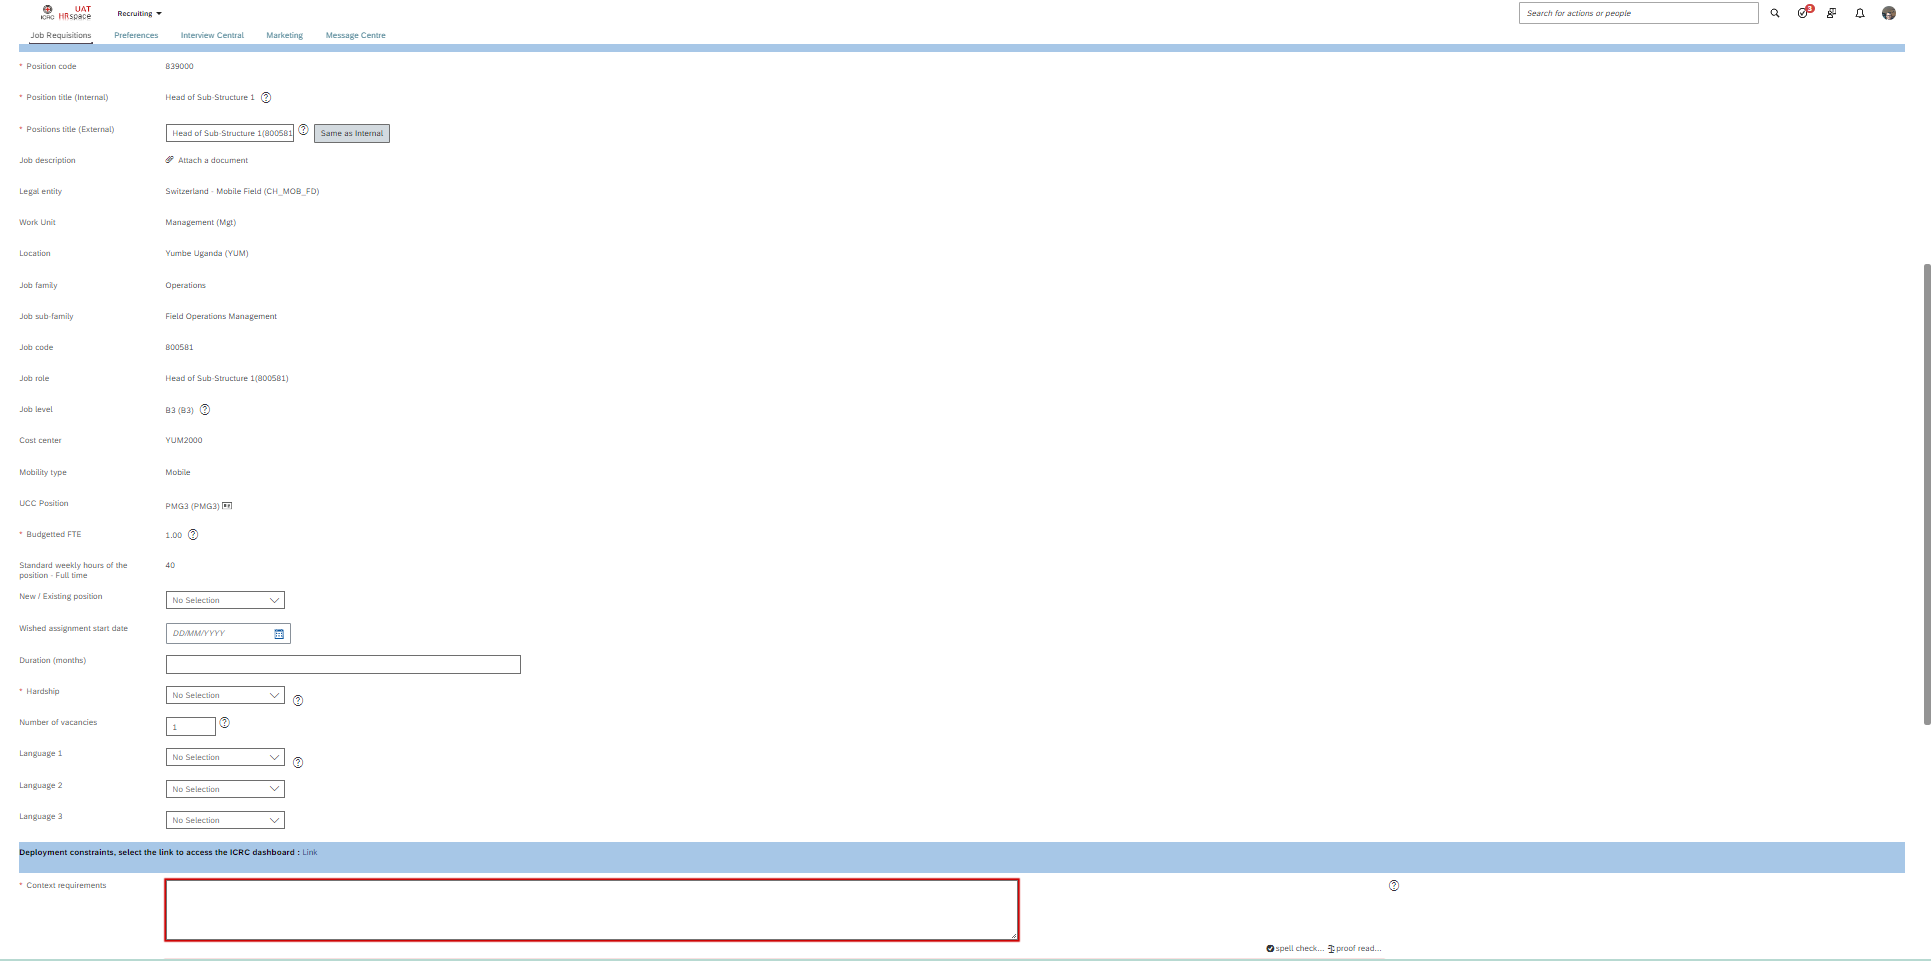 UAT
ICRC HRspace
Recruiting
Search for actions or people
3
Job Requisitions Preferences Interview Central Marketing Message Centre
* Position code 839000
* Position title (Internal) Head of Sub-Structure 1 ?
* Positions title (External) Head of Sub-Structure 1(800581 ? Same as Internal
Job description Attach a document
Legal entity Switzerland - Mobile Field (CH_MOB_FD)
Work Unit Management (Mgt)
Location Yumbe Uganda (YUM)
Job family Operations
Job sub-family Field Operations Management
Job code 800581
Job role Head of Sub-Structure 1(800581)
Job level B3 (B3) ?
Cost center YUM2000
Mobility type Mobile
UCC Position PMG3 (PMG3)
* Budgetted FTE 1.00 ?
Standard weekly hours of the 40
position - Full time
New / Existing position No Selection
Wished assignment start date DD/MM/YYYY
Duration (months)
* Hardship No Selection ?
Number of vacancies 1 ?
Language 1 No Selection ?
Language 2 No Selection
Language 3 No Selection
Deployment constraints, select the link to access the ICRC dashboard : Link
* Context requirements ?
spell check... proof read...